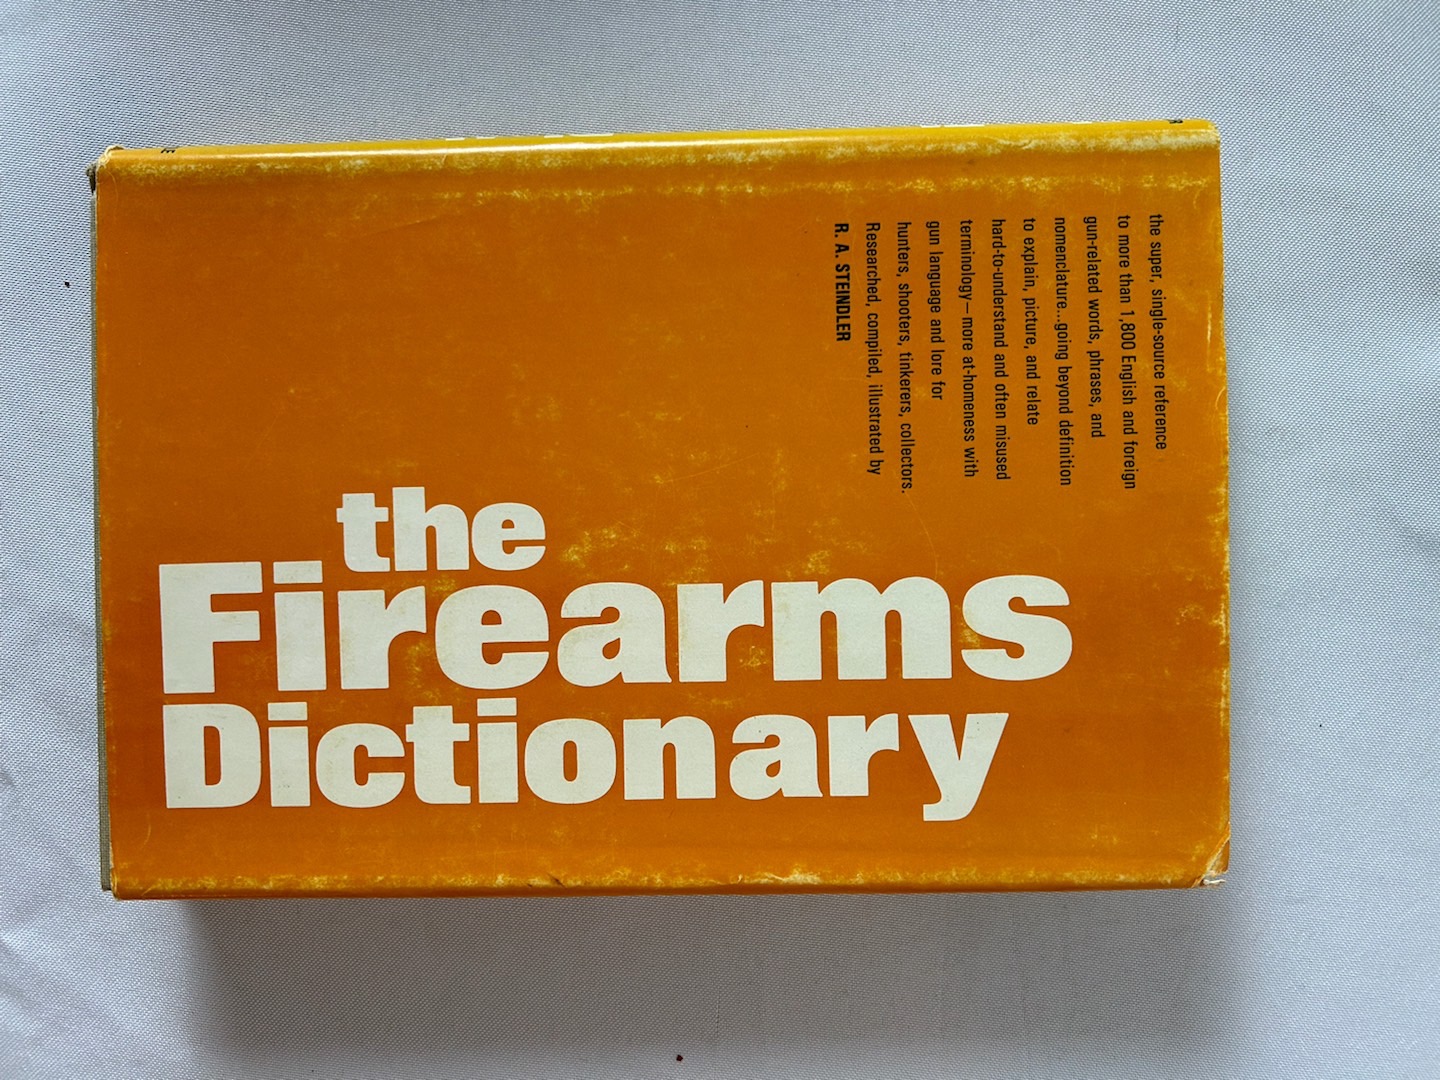 the
Firearms
Dictionary
the super, single-source reference
to more than 1,800 English and foreign
gun-related words, phrases, and
nomenclature...going beyond definition
to explain, picture, and relate
hard-to-understand and often misused
terminology—more at-homeness with
gun language and lore for
hunters, shooters, tinkerers, collectors.
Researched, compiled, illustrated by
R. A. STEINDLER